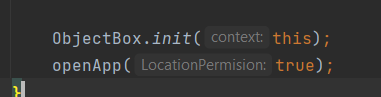 ObjectBox.init( context: this);
openApp( LocationPermision: true);
}